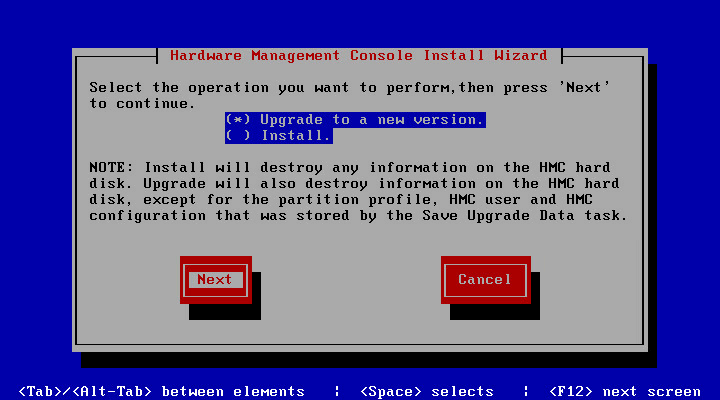 Hardware Management Console Install Wizard
Select the operation you want to perform,then press 'Next'
to continue.
(*) Upgrade to a new version.
( ) Install.
NOTE: Install will destroy any information on the HMC hard
disk. Upgrade will also destroy information on the HMC hard
disk, except for the partition profile, HMC user and HMC
configuration that was stored by the Save Upgrade Data task.
Next
Cancel
<Tab>/<Alt-Tab> between elements ¦ <Space> selects ¦ <F12> next screen